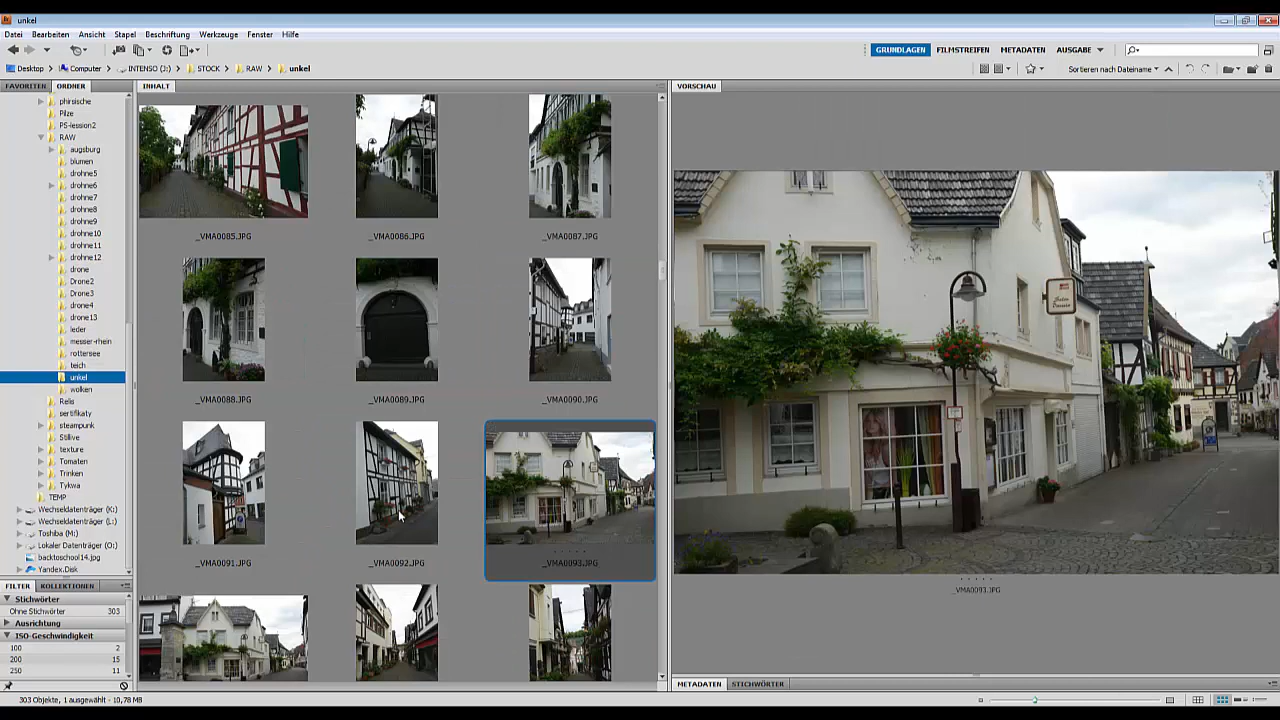 unkel
Datei Bearbeiten Ansicht Stapel Beschriftung Werkzeuge Fenster Hilfe
GRUNDLAGEN FILMSTREIFEN METADATEN AUSGABE
Desktop Computer INTENSO (J:) STOCK RAW unkel
Sortieren nach Dateiname
FAVORITEN ORDNER
INHALT
VORSCHAU
phirsische
Pilze
PS-lession2
RAW
augsburg
blumen
drohne5
drohne6
drohne7
drohne8
drohne9
drohne10
drohne11
drohne12
drone
Drone2
Drone3
drone4
drone13
leder
messer-rhein
rottersee
teich
unkel
wolken
Relis
sertifikaty
steampunk
Stillive
texture
Tomaten
Trinken
Tykwa
TEMP
Wechseldatenträger (K:)
Wechseldatenträger (L:)
Toshiba (M:)
Lokaler Datenträger (O:)
backtoschool14.jpg
Yandex.Disk
_VMA0085.JPG _VMA0086.JPG _VMA0087.JPG
_VMA0088.JPG _VMA0089.JPG _VMA0090.JPG
_VMA0091.JPG _VMA0092.JPG _VMA0093.JPG
_VMA0093.JPG
FILTER KOLLEKTIONEN
Stichwörter
Ohne Stichwörter 303
Ausrichtung
ISO-Geschwindigkeit
100 2
200 15
250 11
METADATEN STICHWÖRTER
303 Objekte, 1 ausgewählt - 10,78 MB